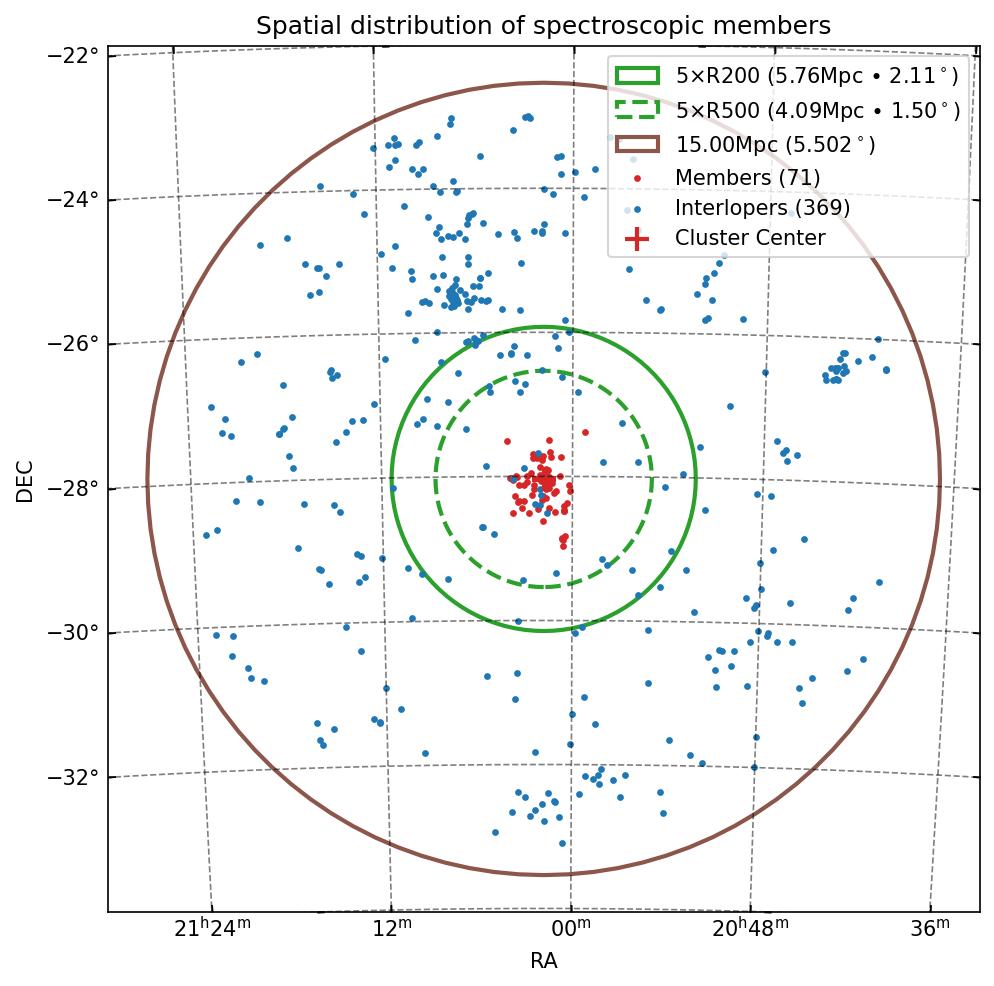 Spatial distribution of spectroscopic members
5×R200 (5.76Mpc • 2.11°)
5×R500 (4.09Mpc • 1.50°)
15.00Mpc (5.502°)
Members (71)
Interlopers (369)
Cluster Center
−22°
−24°
−26°
−28°
−30°
−32°
DEC
21ʰ24ᵐ 12ᵐ 00ᵐ 20ʰ48ᵐ 36ᵐ
RA